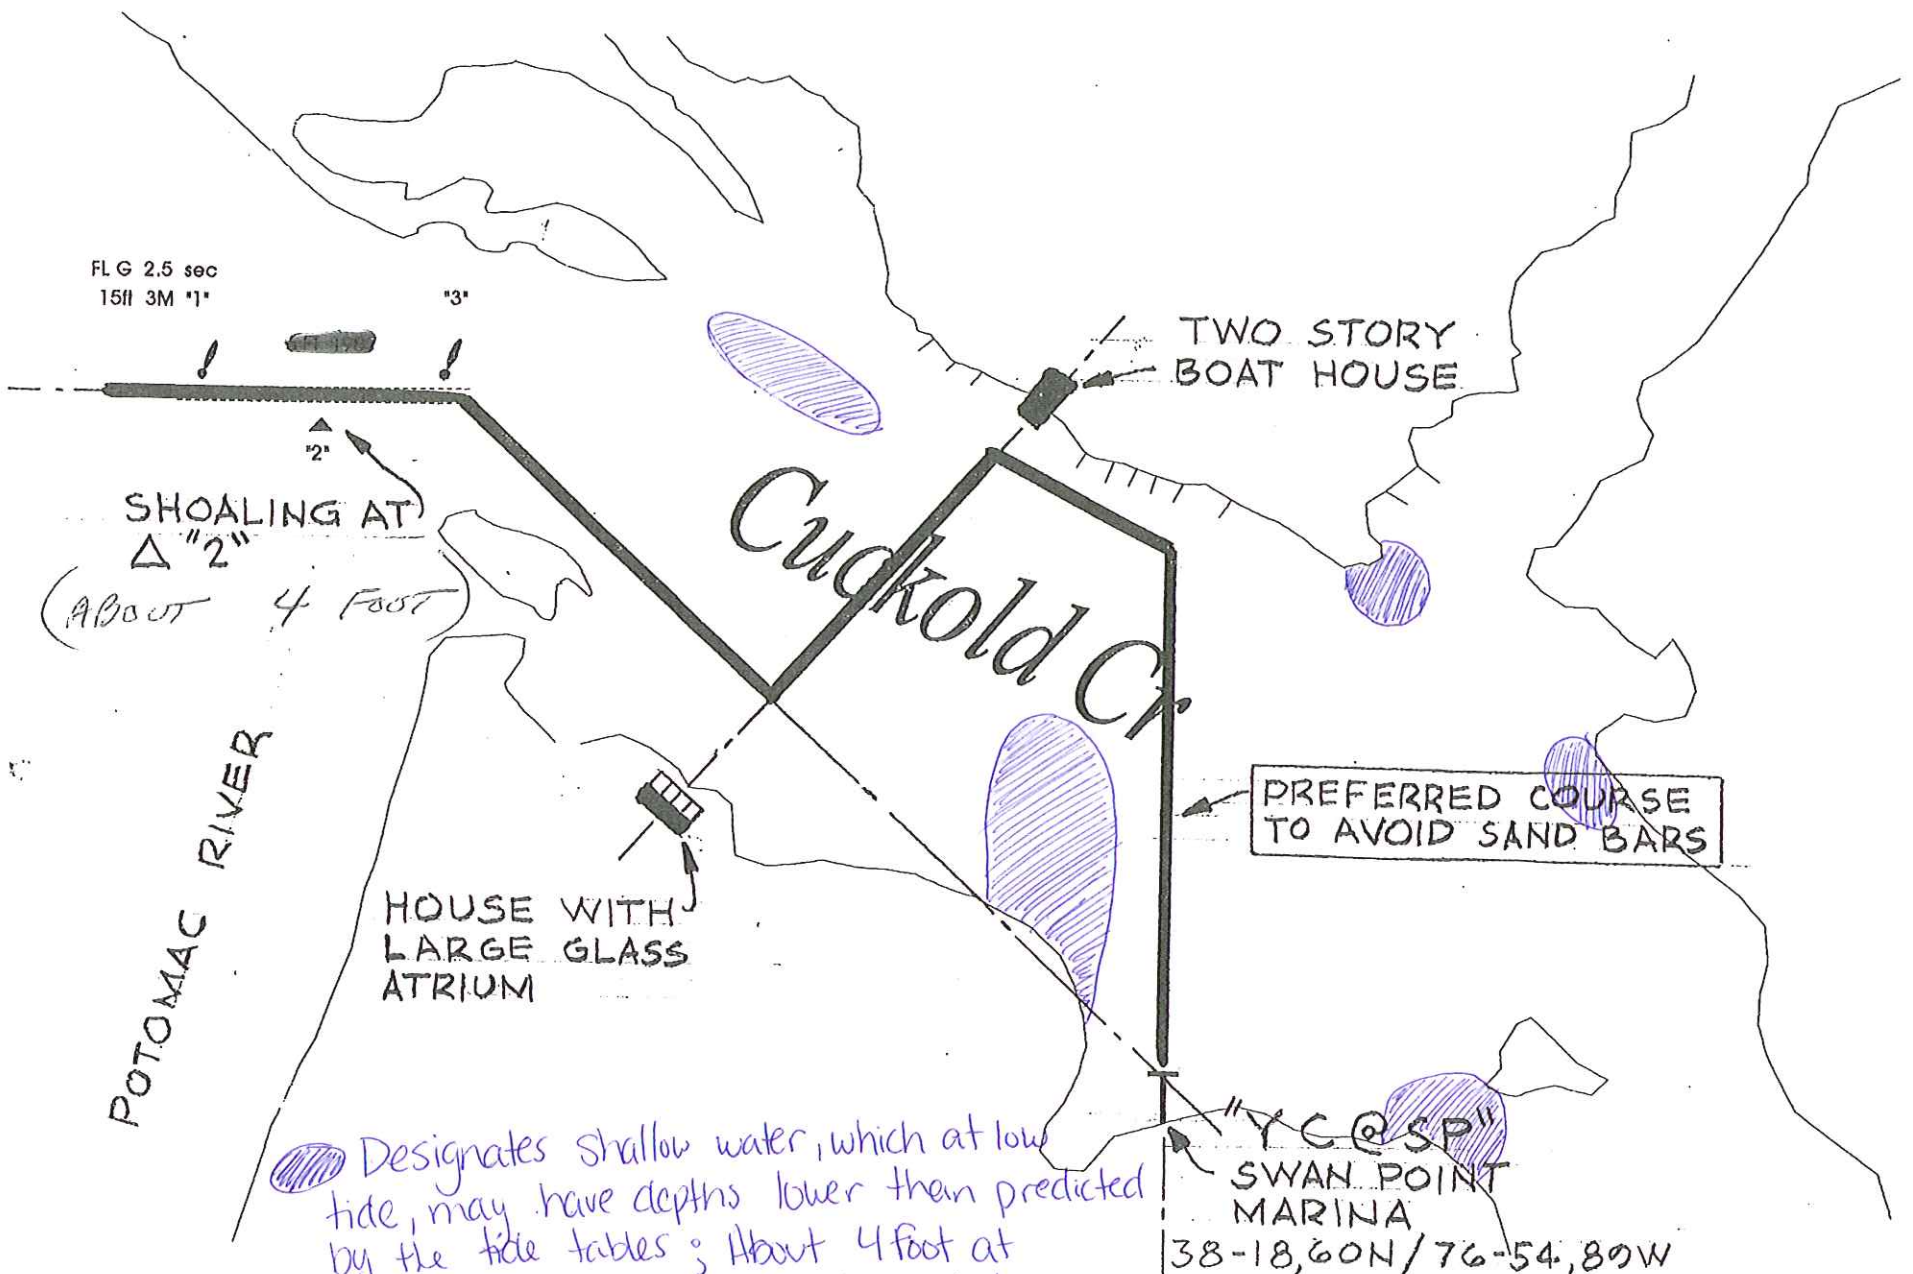 FL G 2.5 sec
15ft 3M "1"
"3"
"2"
SHOALING AT
Δ "2"
(ABOUT 4 FOOT)
TWO STORY
BOAT HOUSE
Cuckold Cr
PREFERRED COURSE
TO AVOID SAND BARS
HOUSE WITH
LARGE GLASS
ATRIUM
POTOMAC RIVER
"YC@SP"
SWAN POINT
MARINA
38-18,60N/76-54,89W
Designates shallow water, which at low
tide, may have depths lower than predicted
by the tide tables; About 4 foot at